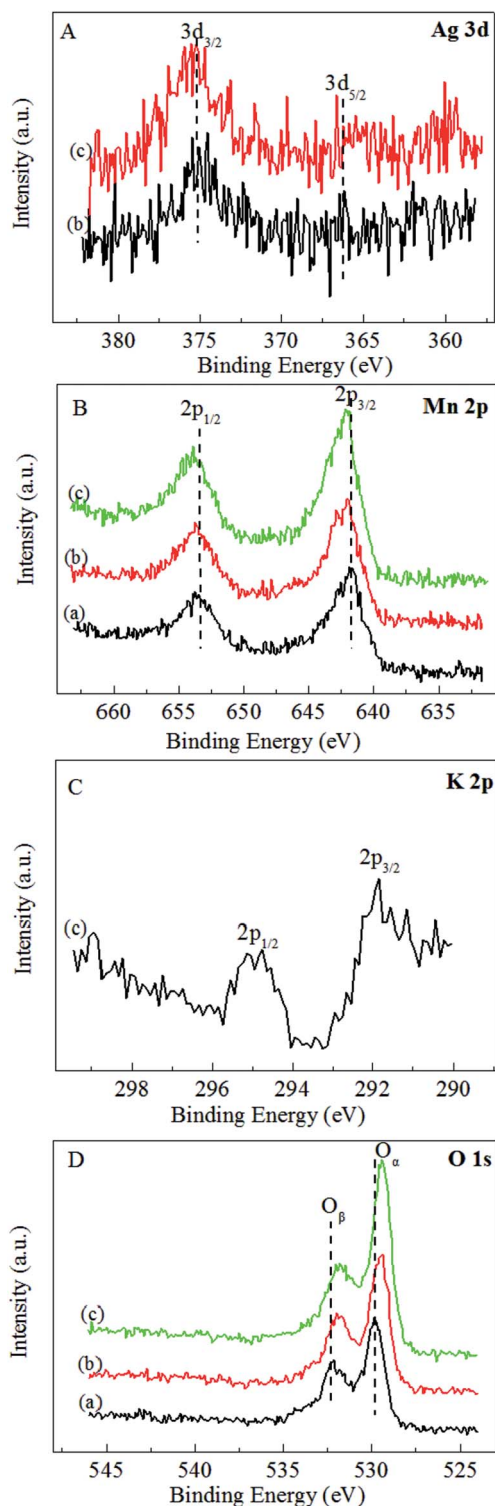 A
Ag 3d
3d3/2
3d5/2
(c)
(b)
Intensity (a.u.)
380 375 370 365 360
Binding Energy (eV)
B
Mn 2p
2p1/2
2p3/2
(c)
(b)
(a)
Intensity (a.u.)
660 655 650 645 640 635
Binding Energy (eV)
C
K 2p
2p3/2
2p1/2
(c)
Intensity (a.u.)
298 296 294 292 290
Binding Energy (eV)
D
O 1s
Oα
Oβ
(c)
(b)
(a)
Intensity (a.u.)
545 540 535 530 525
Binding Energy (eV)